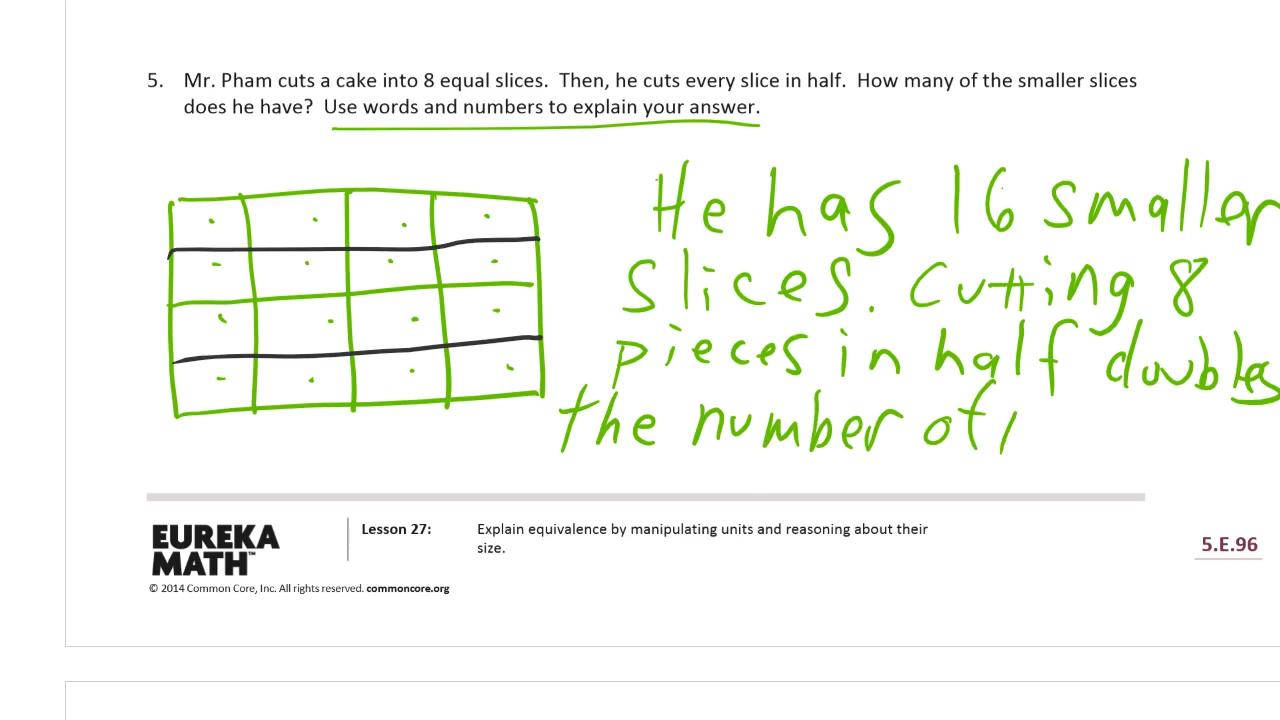 5. Mr. Pham cuts a cake into 8 equal slices. Then, he cuts every slice in half. How many of the smaller slices
does he have? Use words and numbers to explain your answer.
He has 16 smaller
slices. Cutting 8
pieces in half doubles
the number of
EUREKA
MATH™
Lesson 27:
Explain equivalence by manipulating units and reasoning about their
size.
5.E.96
© 2014 Common Core, Inc. All rights reserved. commoncore.org